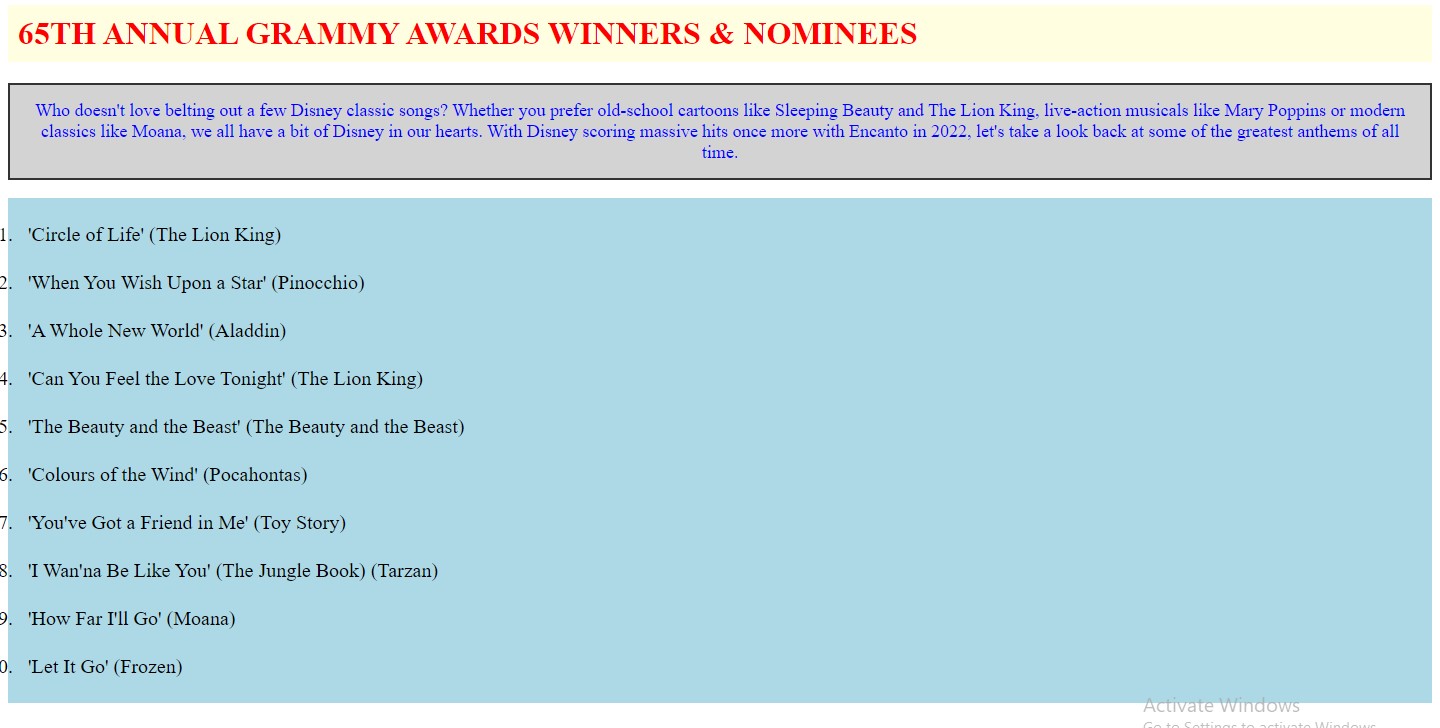 65TH ANNUAL GRAMMY AWARDS WINNERS & NOMINEES
Who doesn't love belting out a few Disney classic songs? Whether you prefer old-school cartoons like Sleeping Beauty and The Lion King, live-action musicals like Mary Poppins or modern
classics like Moana, we all have a bit of Disney in our hearts. With Disney scoring massive hits once more with Encanto in 2022, let's take a look back at some of the greatest anthems of all
time.
1. 'Circle of Life' (The Lion King)
2. 'When You Wish Upon a Star' (Pinocchio)
3. 'A Whole New World' (Aladdin)
4. 'Can You Feel the Love Tonight' (The Lion King)
5. 'The Beauty and the Beast' (The Beauty and the Beast)
6. 'Colours of the Wind' (Pocahontas)
7. 'You've Got a Friend in Me' (Toy Story)
8. 'I Wan'na Be Like You' (The Jungle Book) (Tarzan)
9. 'How Far I'll Go' (Moana)
0. 'Let It Go' (Frozen)
Activate Windows
Go to Settings to activate Windows.